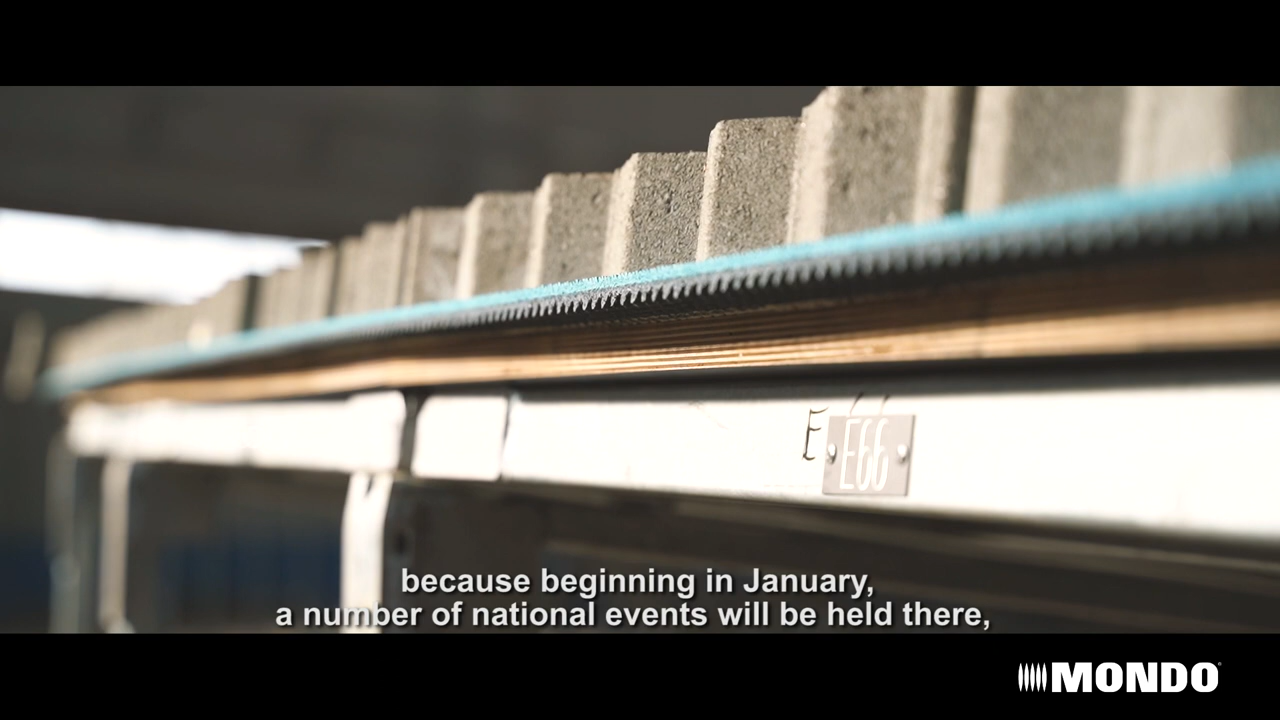 E
E66
because beginning in January,
a number of national events will be held there,
MONDO